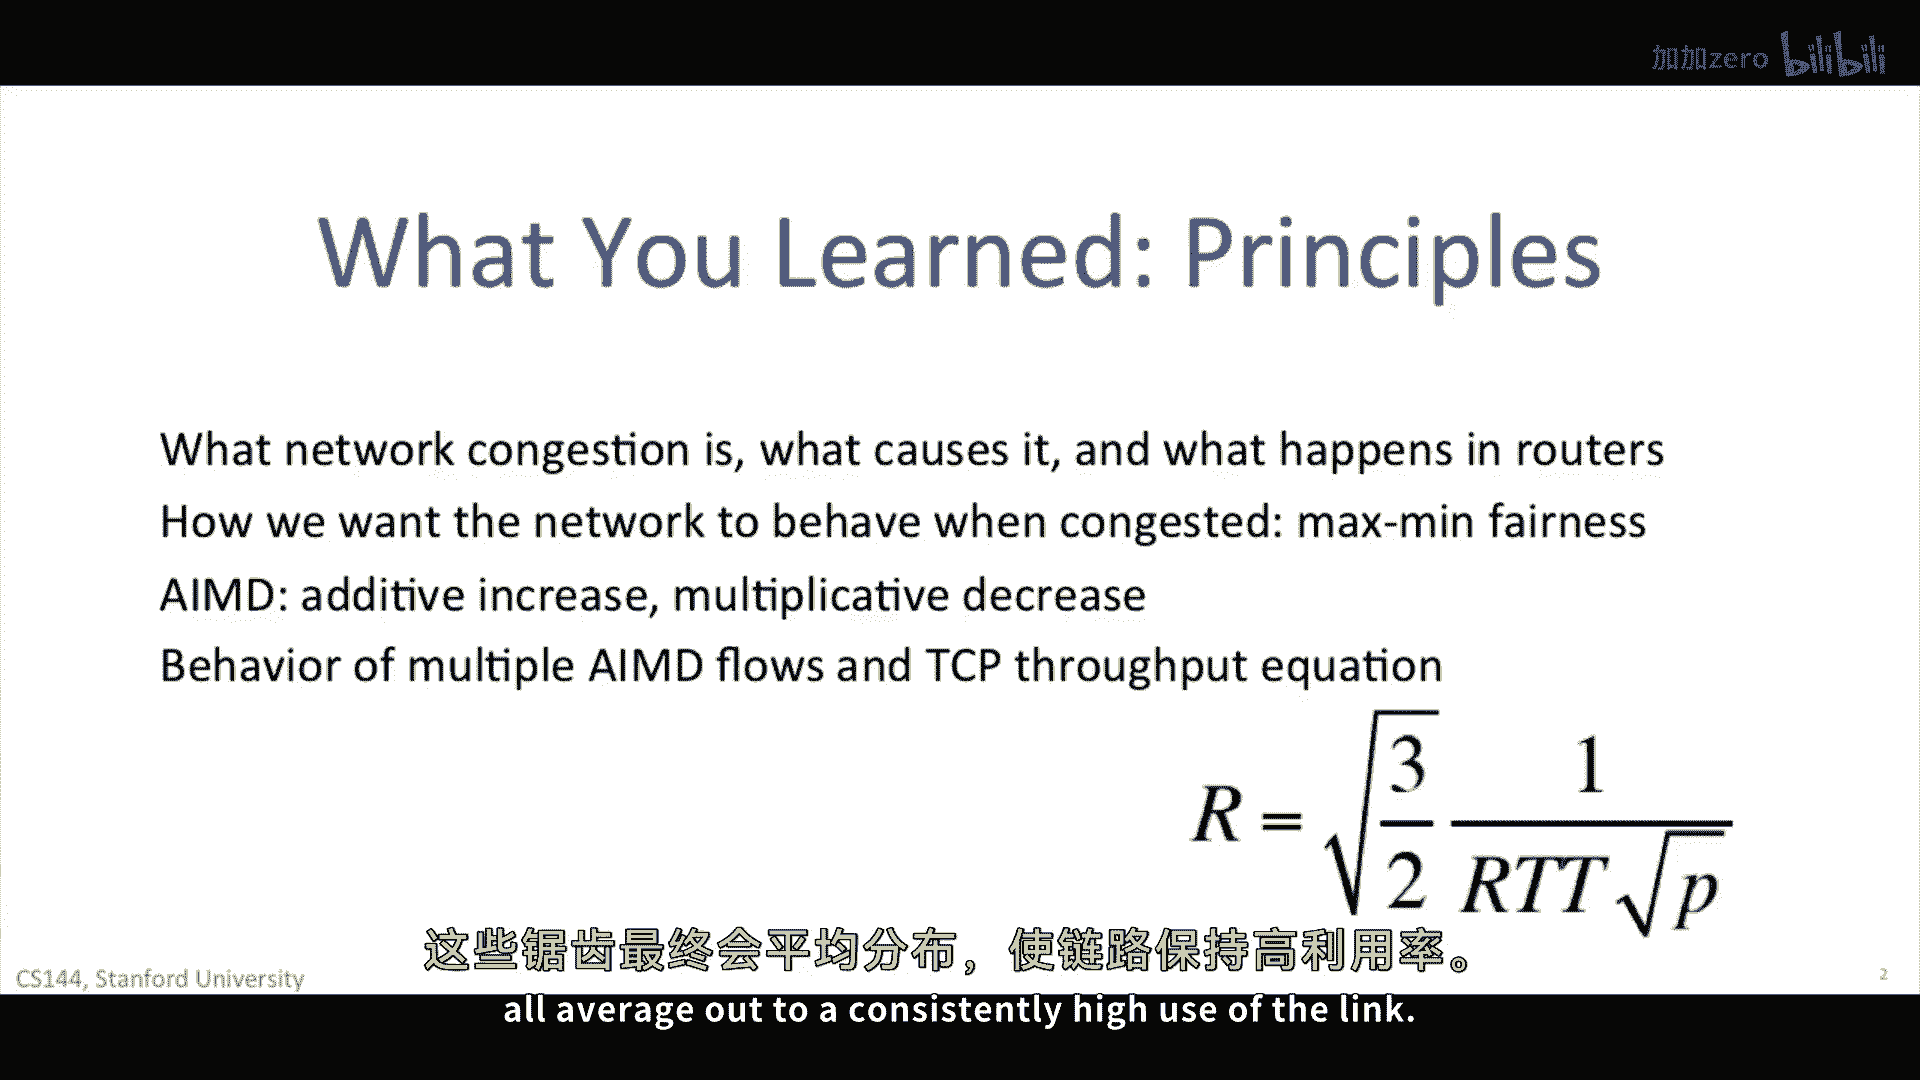 加加zero bilibili
What You Learned: Principles
What network congestion is, what causes it, and what happens in routers
How we want the network to behave when congested: max-min fairness
AIMD: additive increase, multiplicative decrease
Behavior of multiple AIMD flows and TCP throughput equation
R = √(3/2) 1/(RTT√p)
这些锯齿最终会平均分布，使链路保持高利用率。
CS144, Stanford University 2
all average out to a consistently high use of the link.